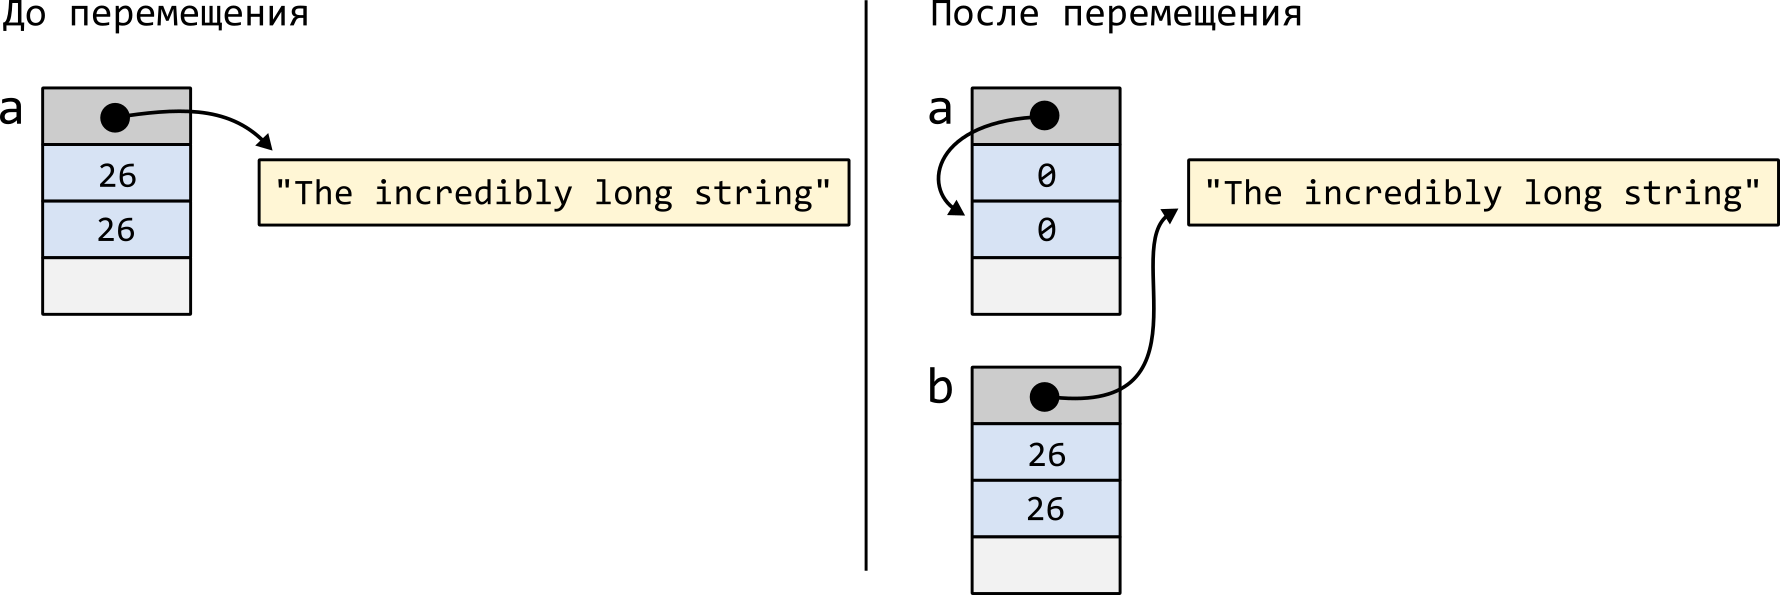 До перемещения
a
26
26
"The incredibly long string"
После перемещения
a
0
0
"The incredibly long string"
b
26
26